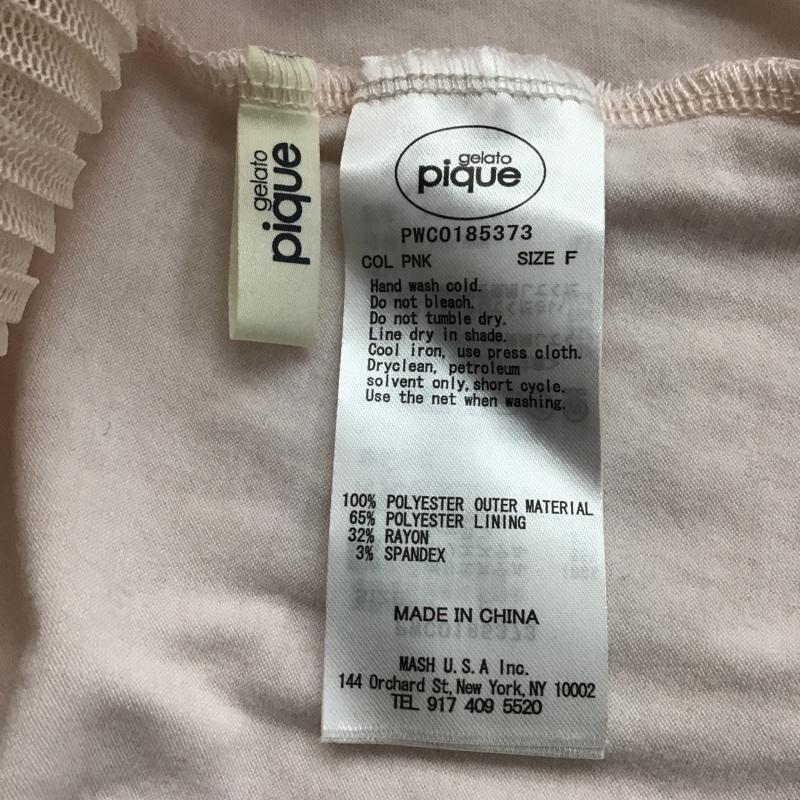 gelato
pique
gelato
pique
PWCO185373
COL PNK SIZE F
Hand wash cold.
Do not bleach.
Do not tumble dry.
Line dry in shade.
Cool iron, use press cloth.
Dryclean, petroleum
solvent only, short cycle.
Use the net when washing.
100% POLYESTER OUTER MATERIAL
65% POLYESTER LINING
32% RAYON
3% SPANDEX
MADE IN CHINA
MASH U.S.A Inc.
144 Orchard St, New York, NY 10002
TEL 917 409 5520